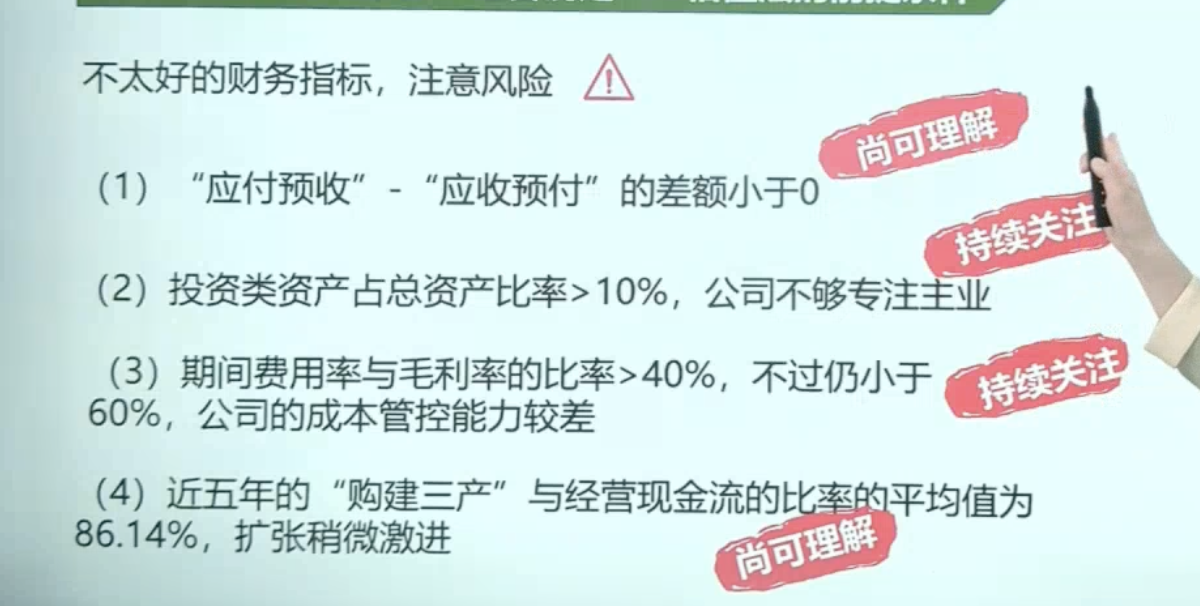 不太好的财务指标，注意风险
尚可理解
（1）“应付预收”-“应收预付”的差额小于0
持续关注
（2）投资类资产占总资产比率>10%，公司不够专注主业
（3）期间费用率与毛利率的比率>40%，不过仍小于
60%，公司的成本管控能力较差
持续关注
（4）近五年的“购建三产”与经营现金流的比率的平均值为
86.14%，扩张稍微激进
尚可理解